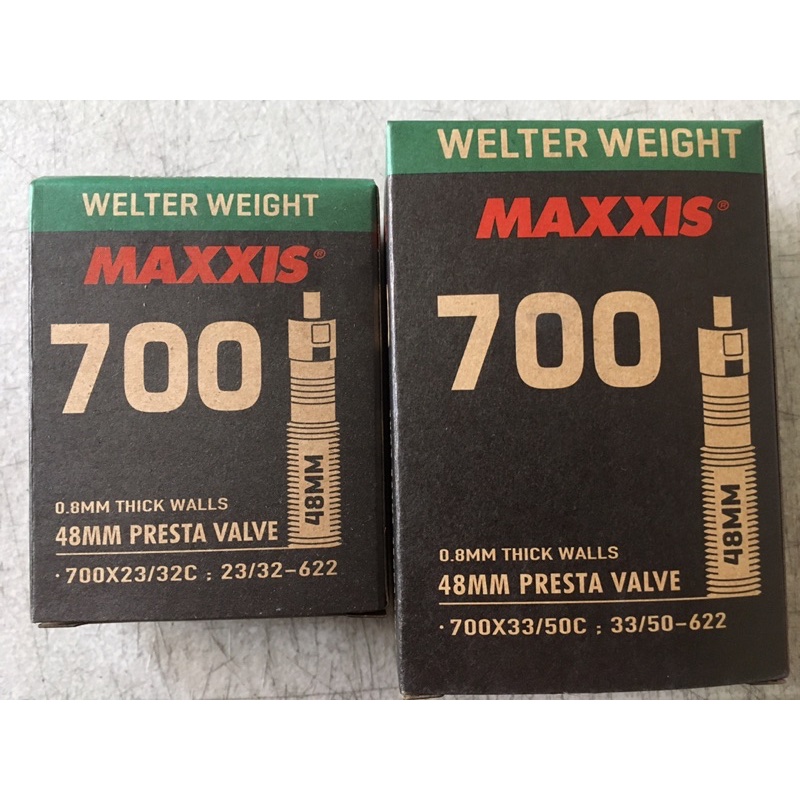 WELTER WEIGHT
MAXXIS®
700
48MM
0.8MM THICK WALLS
48MM PRESTA VALVE
·700X23/32C ; 23/32-622
WELTER WEIGHT
MAXXIS®
700
48MM
0.8MM THICK WALLS
48MM PRESTA VALVE
·700X33/50C ; 33/50-622